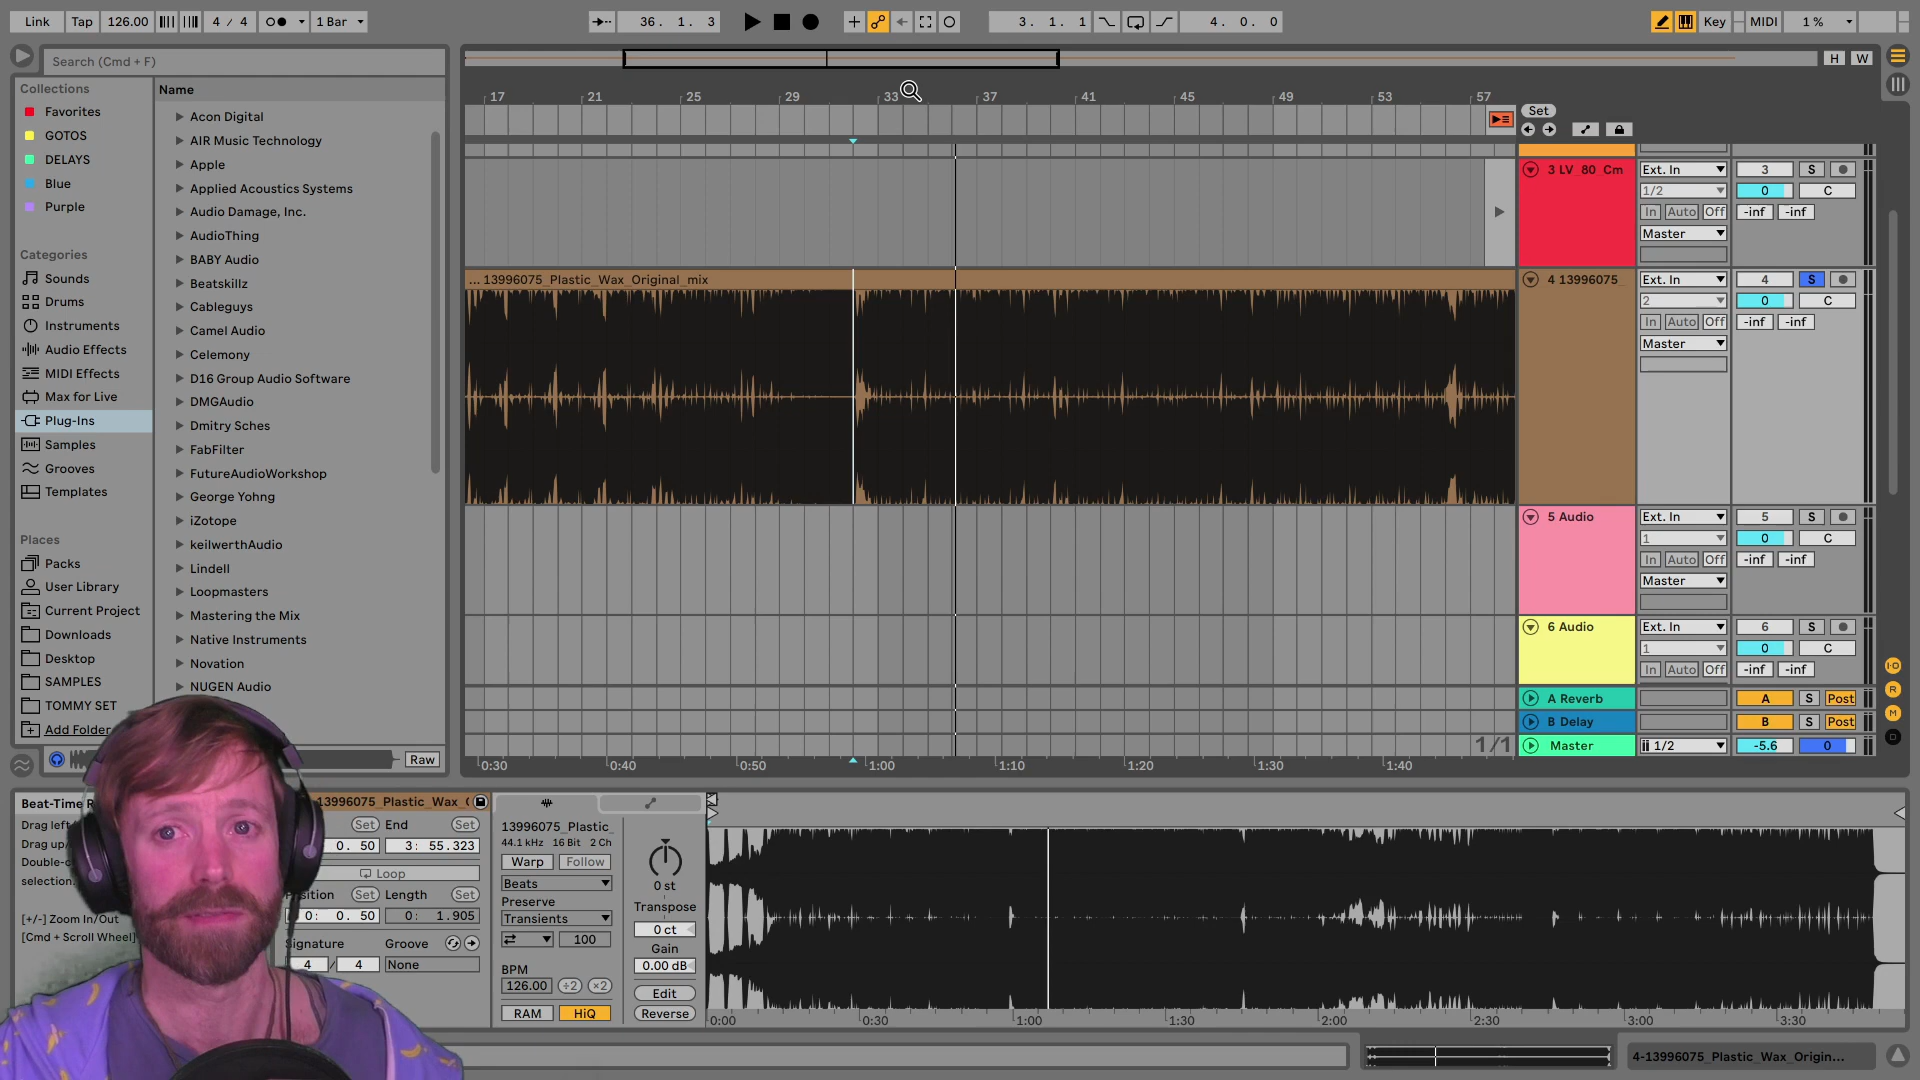 Link Tap 126.00 4 / 4 1 Bar 36. 1. 3 3. 1. 1 4. 0. 0 Key MIDI 1 %
Search (Cmd + F)
H W
Collections
Favorites
GOTOS
DELAYS
Blue
Purple
Categories
Sounds
Drums
Instruments
Audio Effects
MIDI Effects
Max for Live
Plug-Ins
Samples
Grooves
Templates
Places
Packs
User Library
Current Project
Downloads
Desktop
SAMPLES
TOMMY SET
Add Folder
Name
Acon Digital
AIR Music Technology
Apple
Applied Acoustics Systems
Audio Damage, Inc.
AudioThing
BABY Audio
Beatskillz
Cableguys
Camel Audio
Celemony
D16 Group Audio Software
DMGAudio
Dmitry Sches
FabFilter
FutureAudioWorkshop
George Yohng
iZotope
keilwerthAudio
Lindell
Loopmasters
Mastering the Mix
Native Instruments
Novation
NUGEN Audio
Raw
17 21 25 29 33 37 41 45 49 53 57
Set
... 13996075_Plastic_Wax_Original_mix
3 LV_80_Cm Ext. In 3 S
1/2 0 C
In Auto Off -inf -inf
Master
4 13996075_ Ext. In 4 S
2 0 C
In Auto Off -inf -inf
Master
5 Audio Ext. In 5 S
1 0 C
In Auto Off -inf -inf
Master
6 Audio Ext. In 6 S
1 0 C
In Auto Off -inf -inf
A Reverb A S Post
B Delay B S Post
1/1 Master 1/2 -5.6 0
0:30 0:40 0:50 1:00 1:10 1:20 1:30 1:40
I·O
R
M
D
Beat-Time R
Drag left/
Drag up/
Double-c
selection.
[+/-] Zoom In/Out
[Cmd + Scroll Wheel]
13996075_Plastic_Wax_(
Set End Set
0. 50 3: 55.323
Loop
Position Set Length Set
0: 0. 50 0: 1.905
Signature Groove
4 / 4 None
13996075_Plastic_
44.1 kHz 16 Bit 2 Ch
Warp Follow
Beats
Preserve
Transients
100
BPM
126.00 ÷2 ×2
RAM HiQ
0 st
Transpose
0 ct
Gain
0.00 dB
Edit
Reverse
0:00 0:30 1:00 1:30 2:00 2:30 3:00 3:30
4-13996075_Plastic_Wax_Origin...